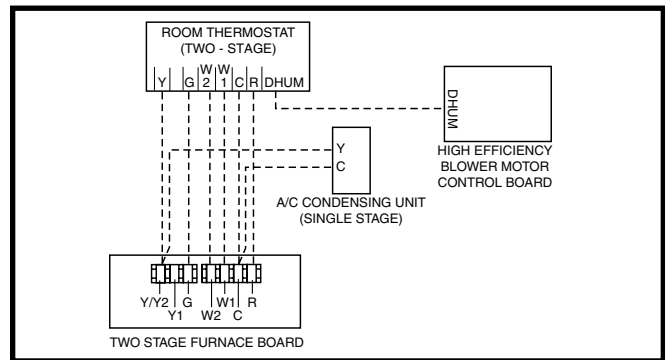 ROOM THERMOSTAT
(TWO - STAGE)
W W
Y G 2 1 C R DHUM
DHUM
HIGH EFFICIENCY
BLOWER MOTOR
CONTROL BOARD
Y
C
A/C CONDENSING UNIT
(SINGLE STAGE)
Y/Y2 G W1 R
Y1 W2 C
TWO STAGE FURNACE BOARD